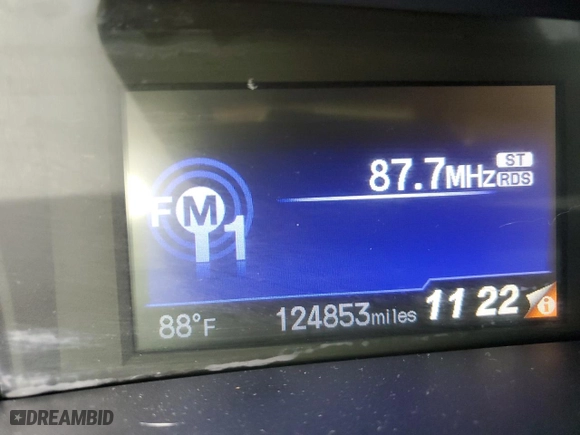 87.7MHz ST
RDS
FM1
88°F 124853miles 11 22 i
DREAMBID